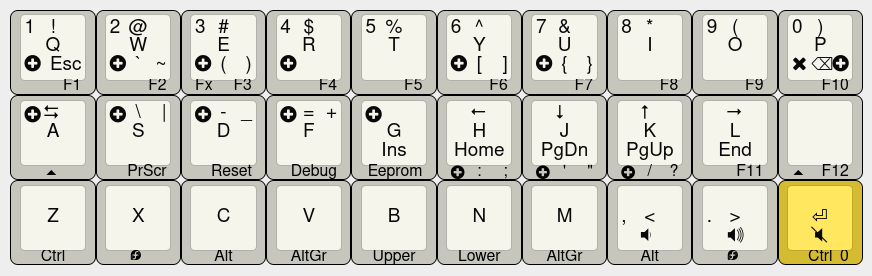 1 ! 2 @ 3 # 4 $ 5 % 6 ^ 7 & 8 * 9 ( 0 )
Q W E R T Y U I O P
Esc ` ~ ( ) [ ] { } ✖ ⌫
F1 F2 Fx F3 F4 F5 F6 F7 F8 F9 F10
⇆ \ | - _ = + ← ↓ ↑ →
A S D F G H J K L
Ins Home PgDn PgUp End
PrScr Reset Debug Eeprom : ; ' " / ? F11 F12
Z X C V B N M , < . > ⏎
Ctrl Alt AltGr Upper Lower AltGr Alt Ctrl 0